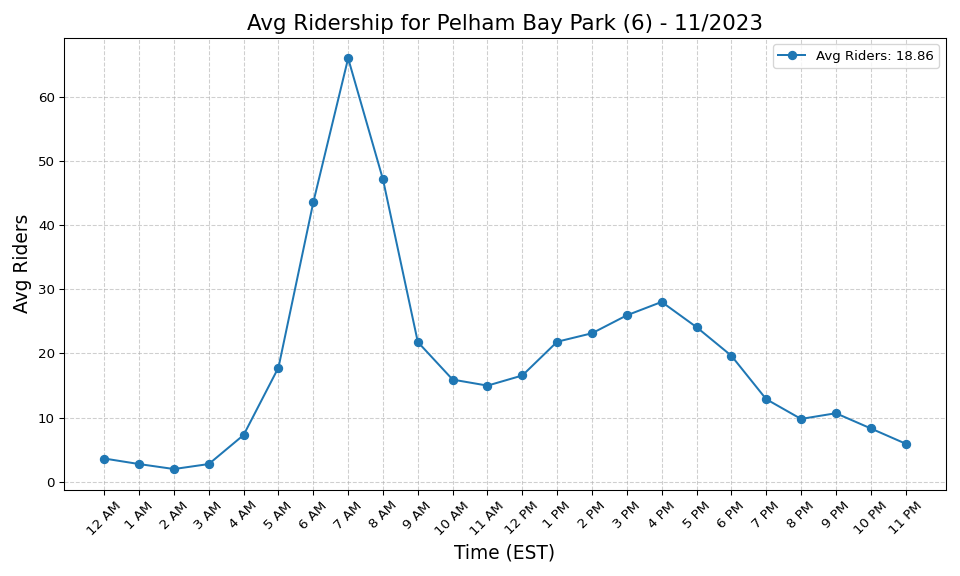 Avg Ridership for Pelham Bay Park (6) - 11/2023
Avg Riders: 18.86
Avg Riders
60
50
40
30
20
10
0
12 AM
1 AM
2 AM
3 AM
4 AM
5 AM
6 AM
7 AM
8 AM
9 AM
10 AM
11 AM
12 PM
1 PM
2 PM
3 PM
4 PM
5 PM
6 PM
7 PM
8 PM
9 PM
10 PM
11 PM
Time (EST)